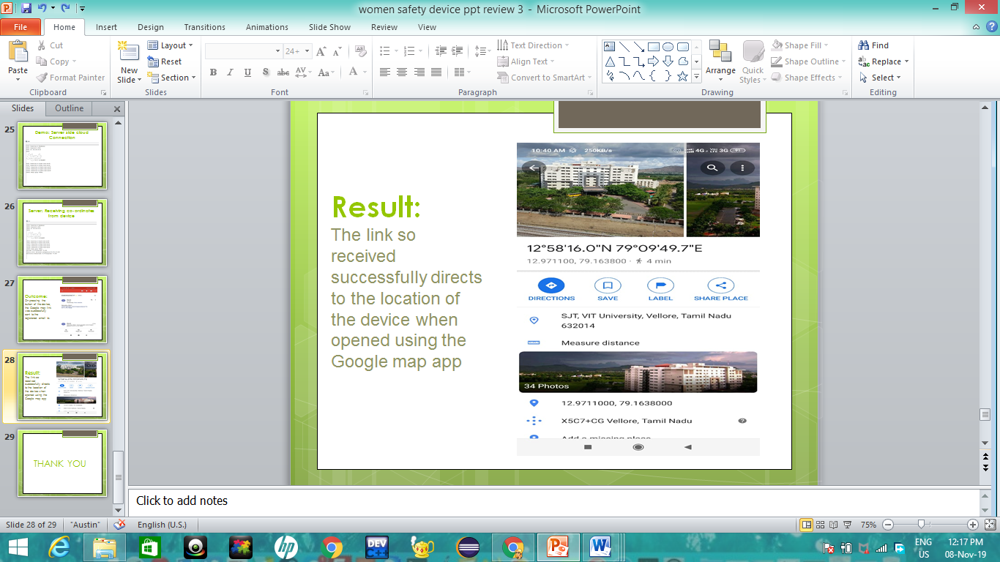 women safety device ppt review 3 - Microsoft PowerPoint
File Home Insert Design Transitions Animations Slide Show Review View
Paste
Cut
Copy
Format Painter
Clipboard
New Slide
Layout
Reset
Section
Slides
24+
B I U S abc AV Aa A
Font
Text Direction
Align Text
Convert to SmartArt
Paragraph
Arrange
Quick Styles
Shape Fill
Shape Outline
Shape Effects
Drawing
Find
Replace
Select
Editing
Slides Outline
25
Demo: Server side cloud
Connection
26
Server: Receiving co-ordinates
from device
27
Outcome:
On pressing the
button of the device,
the Google map link
was successfully
sent to the
registered email id
28
Result:
The link so
received
successfully directs
to the location of
the device when
opened using the
Google map app
29
THANK YOU
Result:
The link so
received
successfully directs
to the location of
the device when
opened using the
Google map app
10:40 AM 250KB/s 4G 3G
12°58'16.0"N 79°09'49.7"E
12.971100, 79.163800 · 4 min
DIRECTIONS SAVE LABEL SHARE PLACE
SJT, VIT University, Vellore, Tamil Nadu
632014
Measure distance
34 Photos
12.9711000, 79.1638000
X5C7+CG Vellore, Tamil Nadu
Add a missing place
Click to add notes
Slide 28 of 29 "Austin" English (U.S.) 75%
hp DEV C++
ENG 12:17 PM
US 08-Nov-19